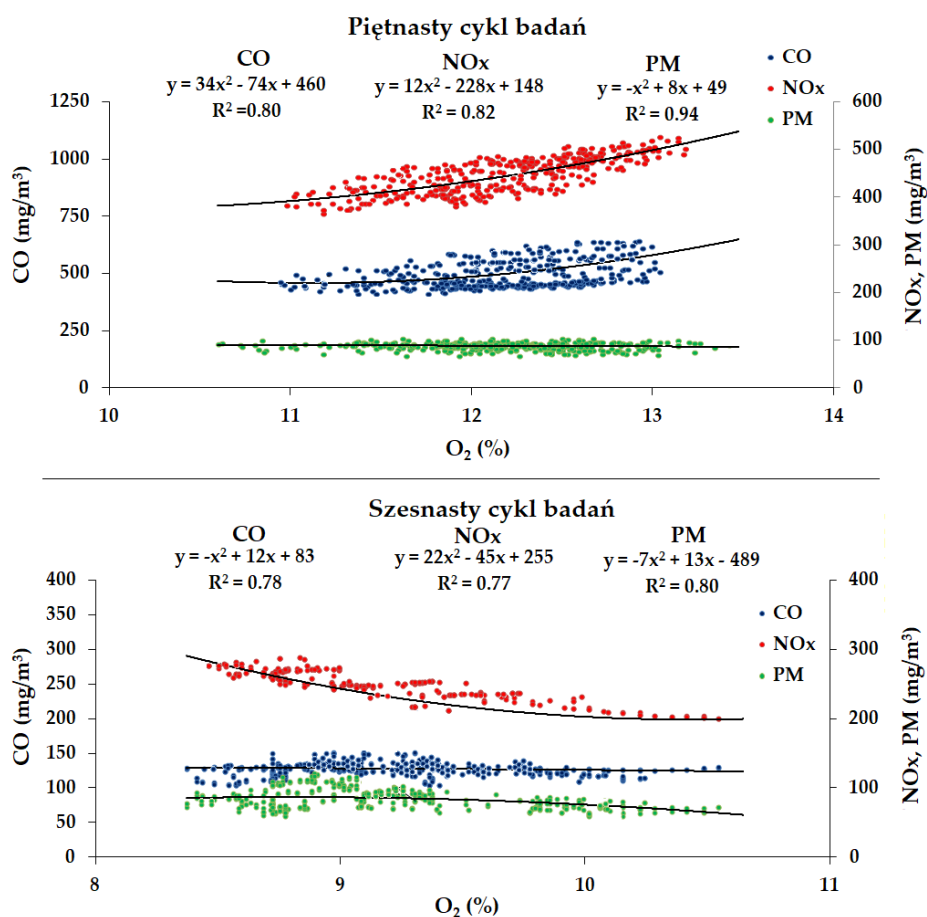 Piętnasty cykl badań
CO NOx PM
y = 34x² - 74x + 460 y = 12x² - 228x + 148 y = -x² + 8x + 49
R² =0.80 R² =0.82 R² = 0.94
CO
NOx
PM
1250
1000
750
500
250
0
CO (mg/m³)
600
500
400
300
200
100
0
NOx, PM (mg/m³)
10 11 12 13 14
O₂ (%)
Szesnasty cykl badań
CO NOx PM
y = -x² + 12x + 83 y = 22x² - 45x + 255 y = -7x² + 13x - 489
R² = 0.78 R² = 0.77 R² = 0.80
CO
NOx
PM
400
350
300
250
200
150
100
50
0
CO (mg/m³)
400
300
200
100
0
NOx, PM (mg/m³)
8 9 10 11
O₂ (%)